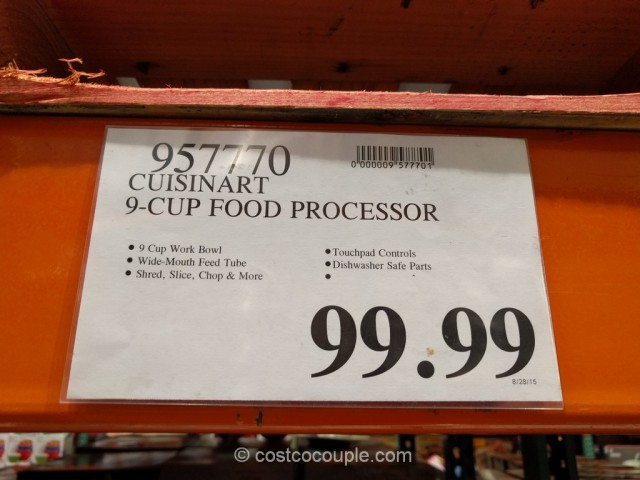 957770
0 000009 577701
CUISINART
9-CUP FOOD PROCESSOR
• 9 Cup Work Bowl
• Wide-Mouth Feed Tube
• Shred, Slice, Chop & More
• Touchpad Controls
• Dishwasher Safe Parts
•
99.99
8/28/15
© costcocouple.com